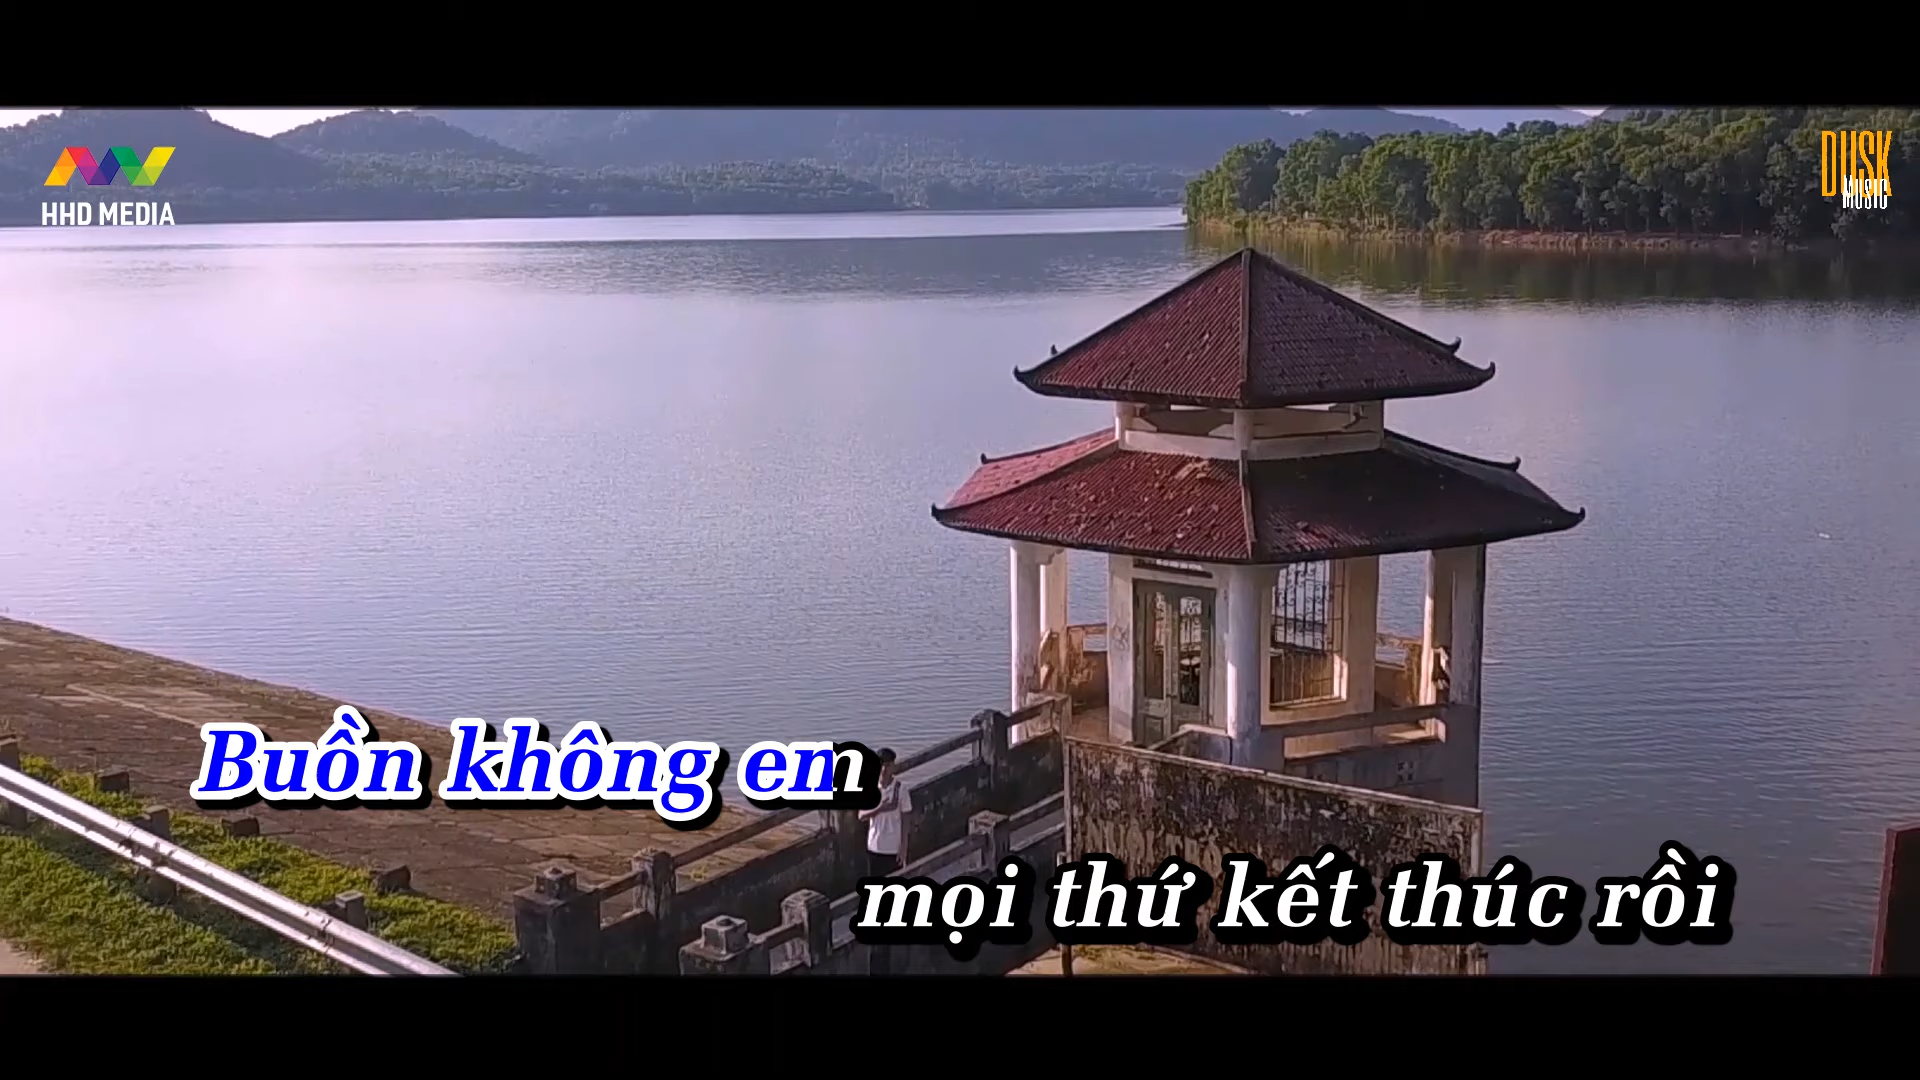 HHD MEDIA
DUSK
MUSIC
Buồn không em
mọi thứ kết thúc rồi